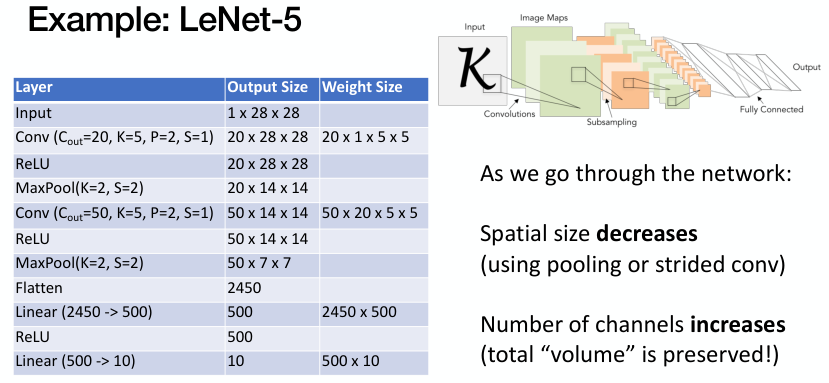 Example: LeNet-5
Input
Image Maps
K
Output
Convolutions
Subsampling
Fully Connected
Layer Output Size Weight Size
Input 1 x 28 x 28
Conv (Cout=20, K=5, P=2, S=1) 20 x 28 x 28 20 x 1 x 5 x 5
ReLU 20 x 28 x 28
MaxPool(K=2, S=2) 20 x 14 x 14
Conv (Cout=50, K=5, P=2, S=1) 50 x 14 x 14 50 x 20 x 5 x 5
ReLU 50 x 14 x 14
MaxPool(K=2, S=2) 50 x 7 x 7
Flatten 2450
Linear (2450 -> 500) 500 2450 x 500
ReLU 500
Linear (500 -> 10) 10 500 x 10
As we go through the network:
Spatial size decreases
(using pooling or strided conv)
Number of channels increases
(total “volume” is preserved!)